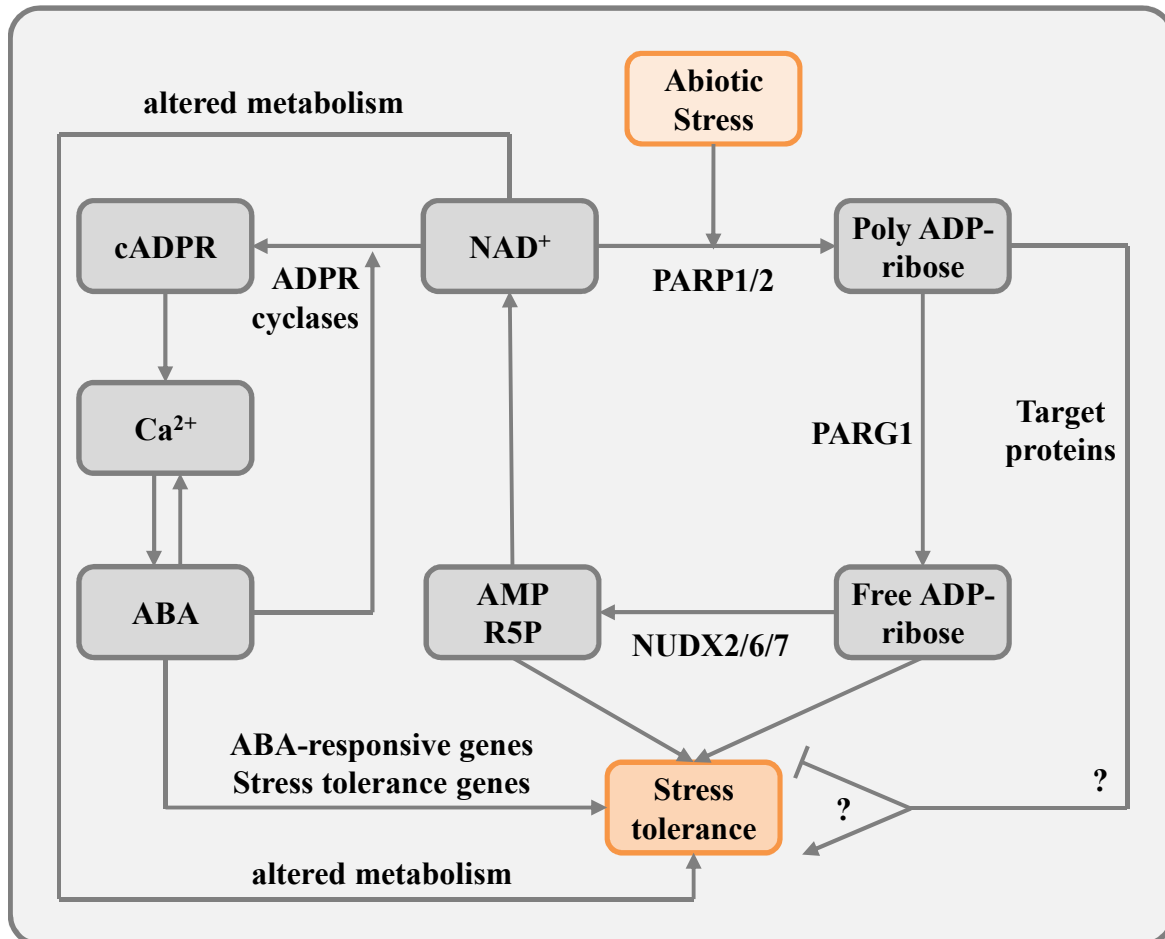 Abiotic
Stress
altered metabolism
cADPR
NAD⁺
Poly ADP-
ribose
ADPR
cyclases
PARP1/2
Ca²⁺
PARG1
Target
proteins
ABA
AMP
R5P
Free ADP-
ribose
NUDX2/6/7
ABA-responsive genes
Stress tolerance genes
Stress
tolerance
?
?
altered metabolism